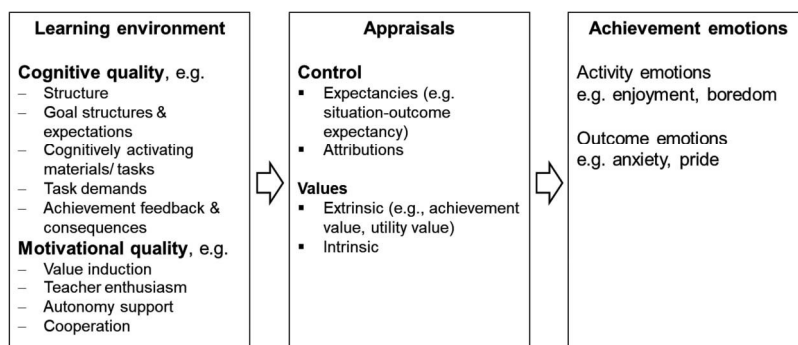 Learning environment
Cognitive quality, e.g.
– Structure
– Goal structures &
expectations
– Cognitively activating
materials/ tasks
– Task demands
– Achievement feedback &
consequences
Motivational quality, e.g.
– Value induction
– Teacher enthusiasm
– Autonomy support
– Cooperation
Appraisals
Control
▪ Expectancies (e.g.
situation-outcome
expectancy)
▪ Attributions
Values
▪ Extrinsic (e.g., achievement
value, utility value)
▪ Intrinsic
Achievement emotions
Activity emotions
e.g. enjoyment, boredom
Outcome emotions
e.g. anxiety, pride